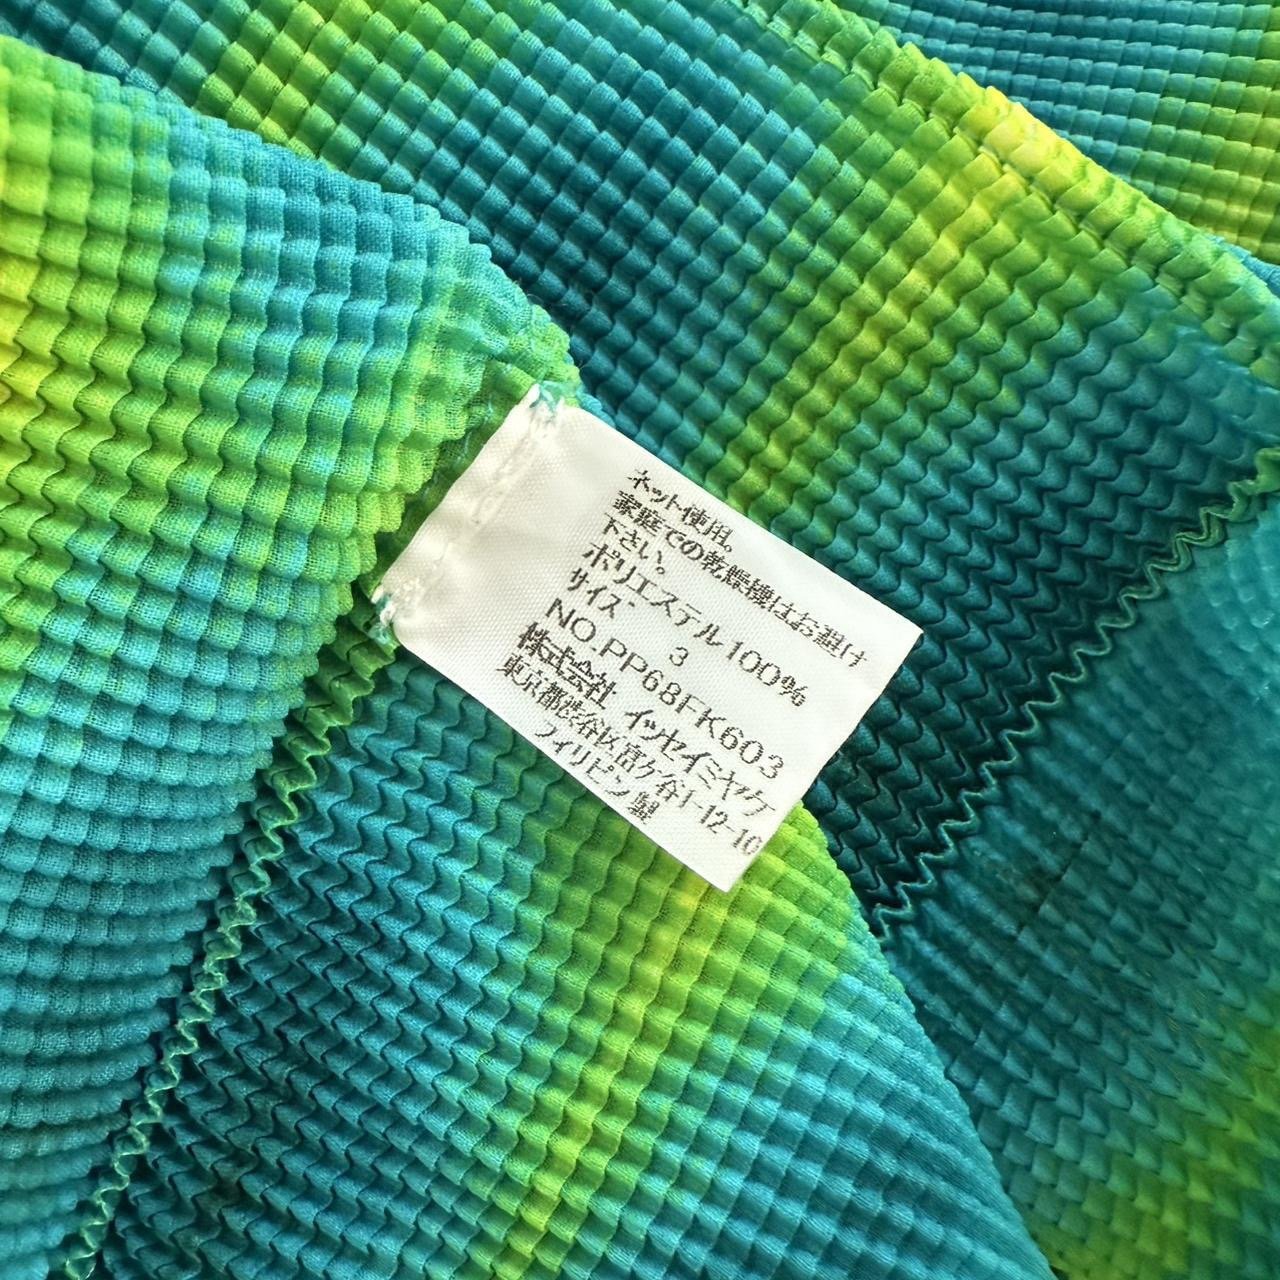 ネット使用。
家庭での乾燥機はお避け
下さい。
ポリエステル100%
サイズ 3
NO.PP68FK603
株式会社 イッセイミヤケ
東京都渋谷区富ケ谷1-12-10
フィリピン製